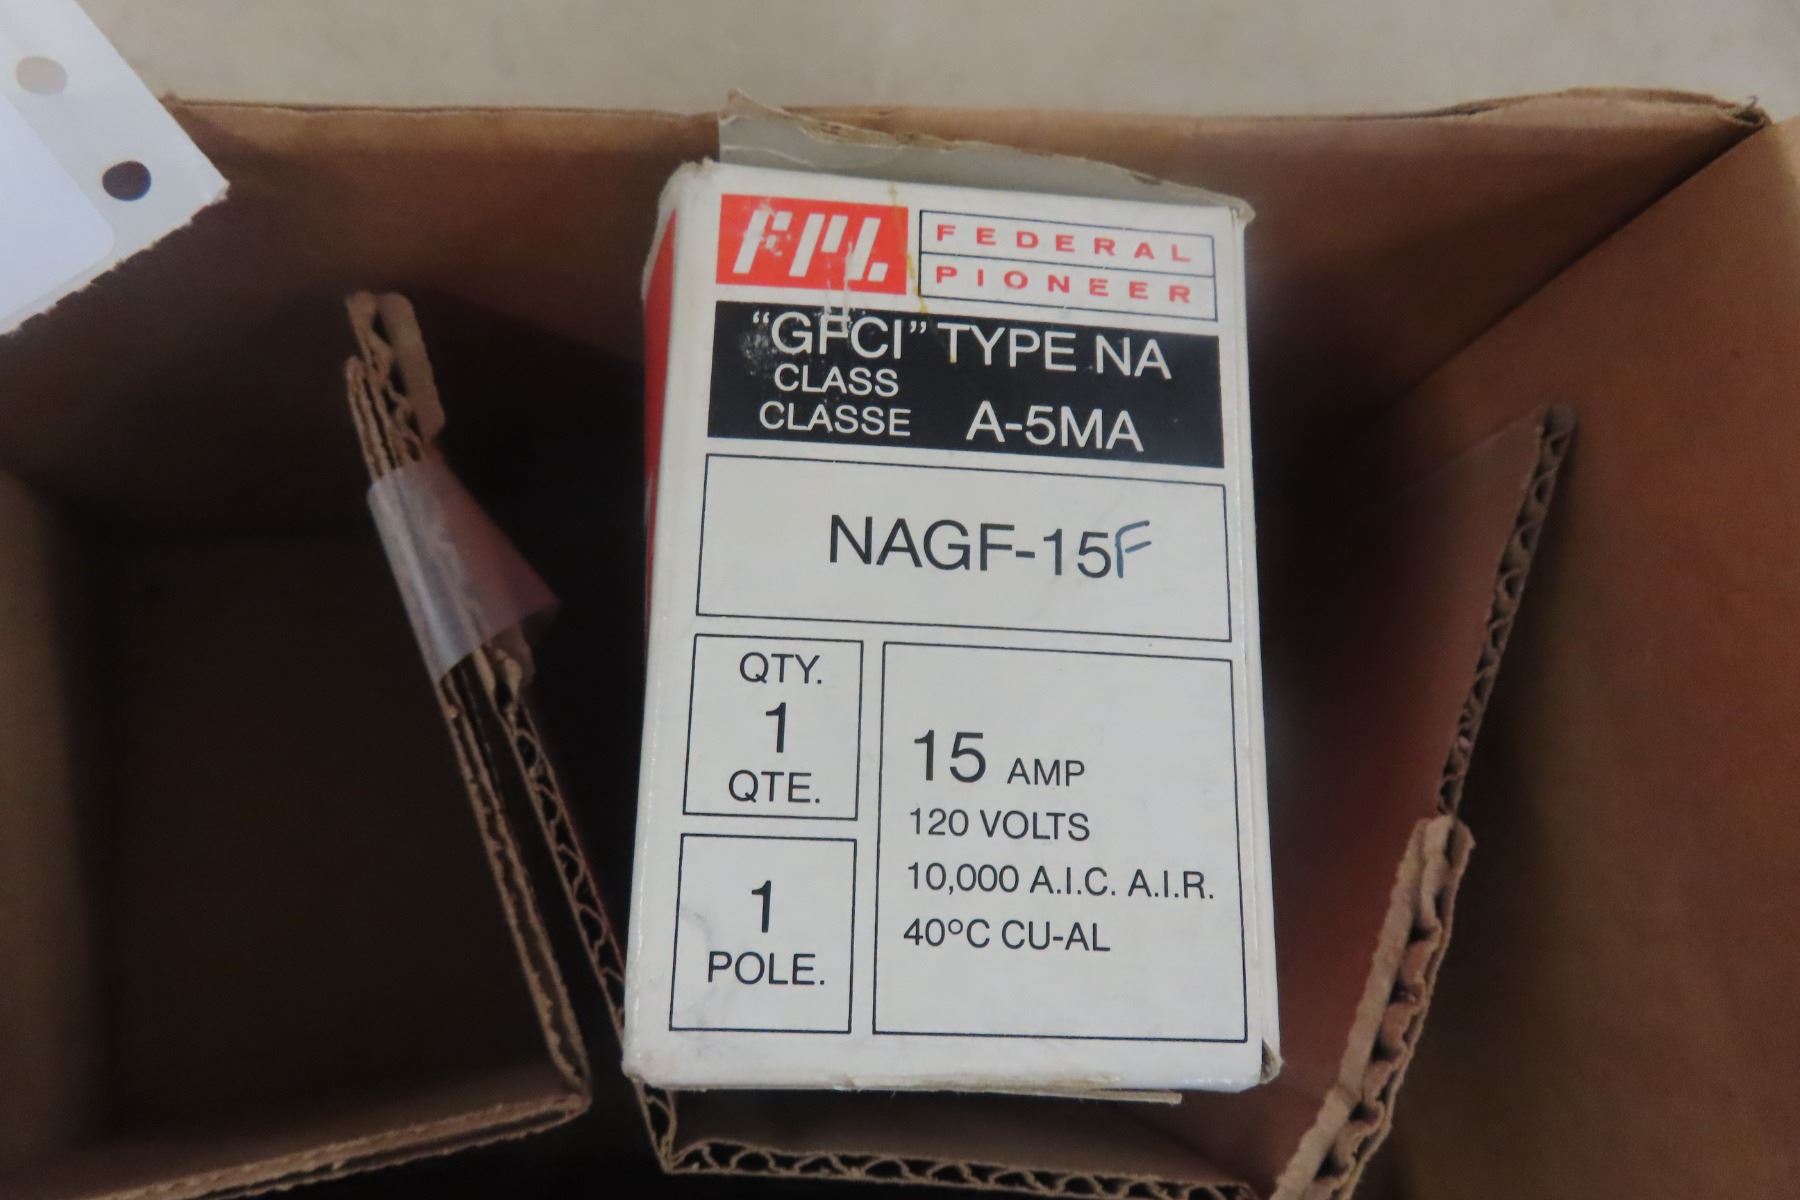 FPL.
FEDERAL
PIONEER
"GFCI" TYPE NA
CLASS
CLASSE A-5MA
NAGF-15F
QTY.
1
QTE.
1
POLE.
15 AMP
120 VOLTS
10,000 A.I.C. A.I.R.
40°C CU-AL